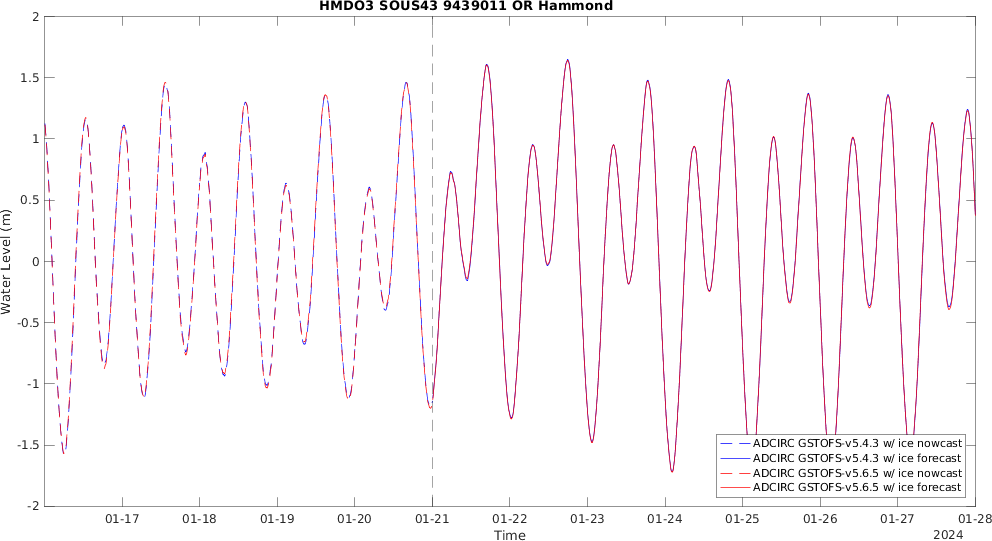 HMDO3 SOUS43 9439011 OR Hammond
2
1.5
1
0.5
0
-0.5
-1
-1.5
-2
Water Level (m)
01-17 01-18 01-19 01-20 01-21 01-22 01-23 01-24 01-25 01-26 01-27 01-28
Time
2024
ADCIRC GSTOFS-v5.4.3 w/ ice nowcast
ADCIRC GSTOFS-v5.4.3 w/ ice forecast
ADCIRC GSTOFS-v5.6.5 w/ ice nowcast
ADCIRC GSTOFS-v5.6.5 w/ ice forecast